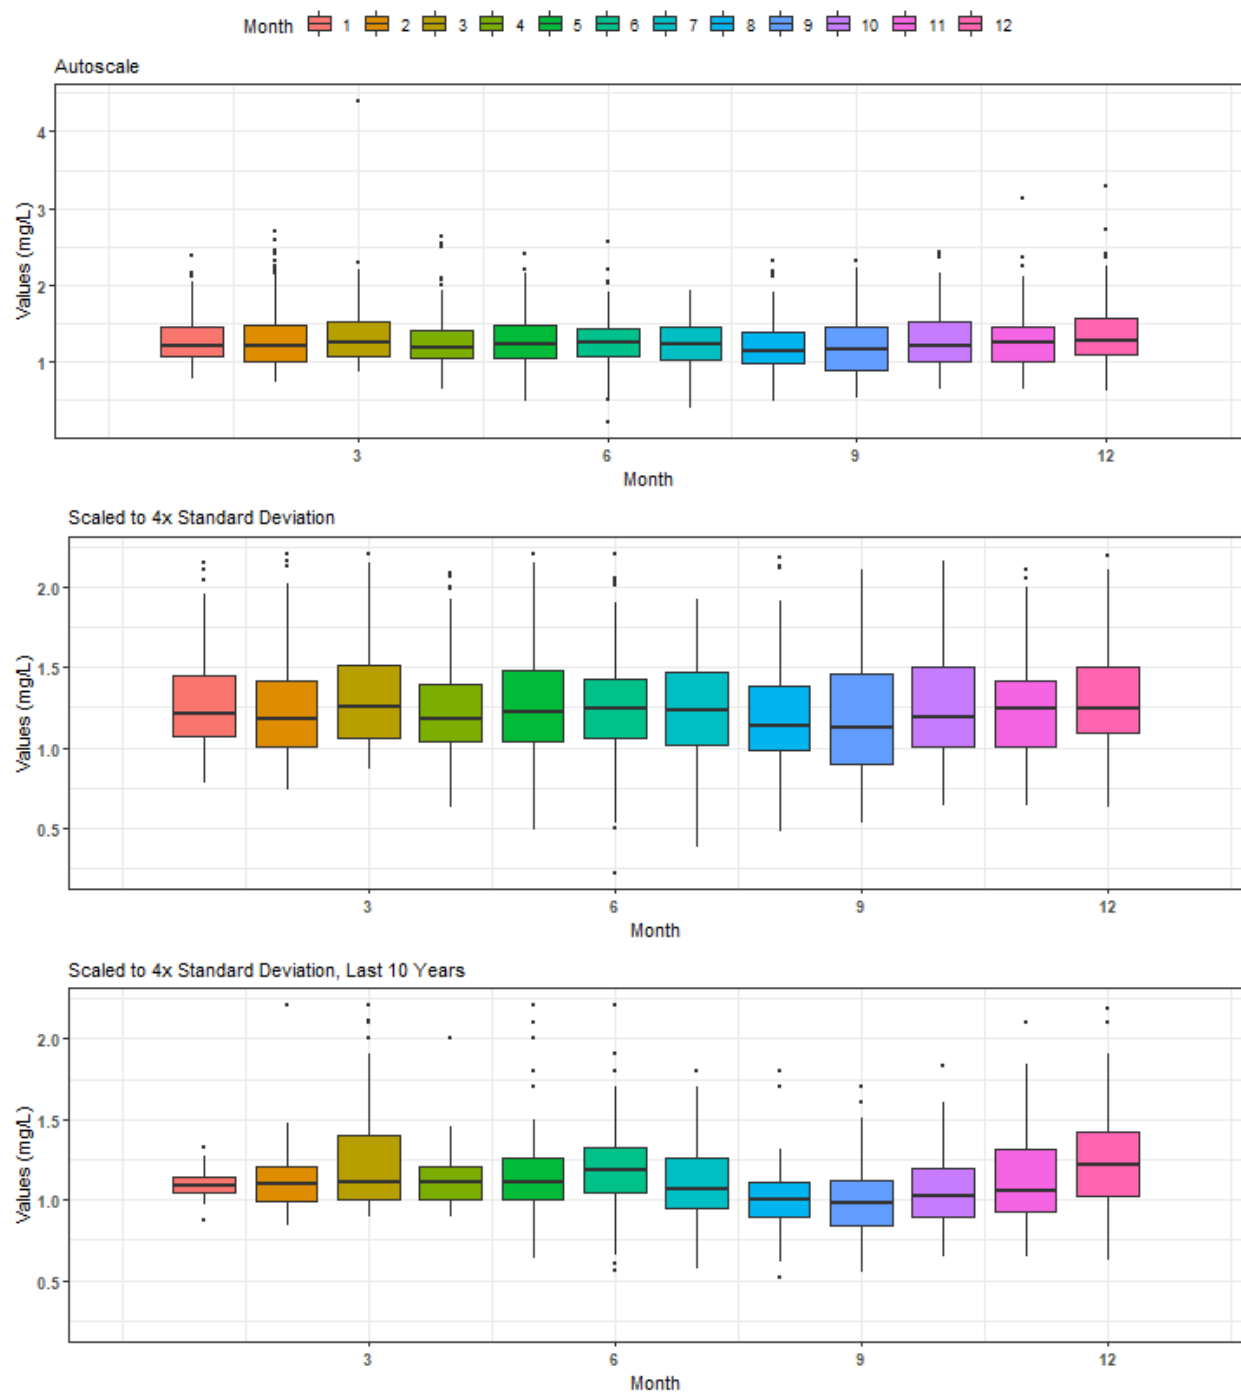 Month 1 2 3 4 5 6 7 8 9 10 11 12
Autoscale
Values (mg/L)
4
3
2
1
3 6 9 12
Month
Scaled to 4x Standard Deviation
Values (mg/L)
2.0
1.5
1.0
0.5
3 6 9 12
Month
Scaled to 4x Standard Deviation, Last 10 Years
Values (mg/L)
2.0
1.5
1.0
0.5
3 6 9 12
Month